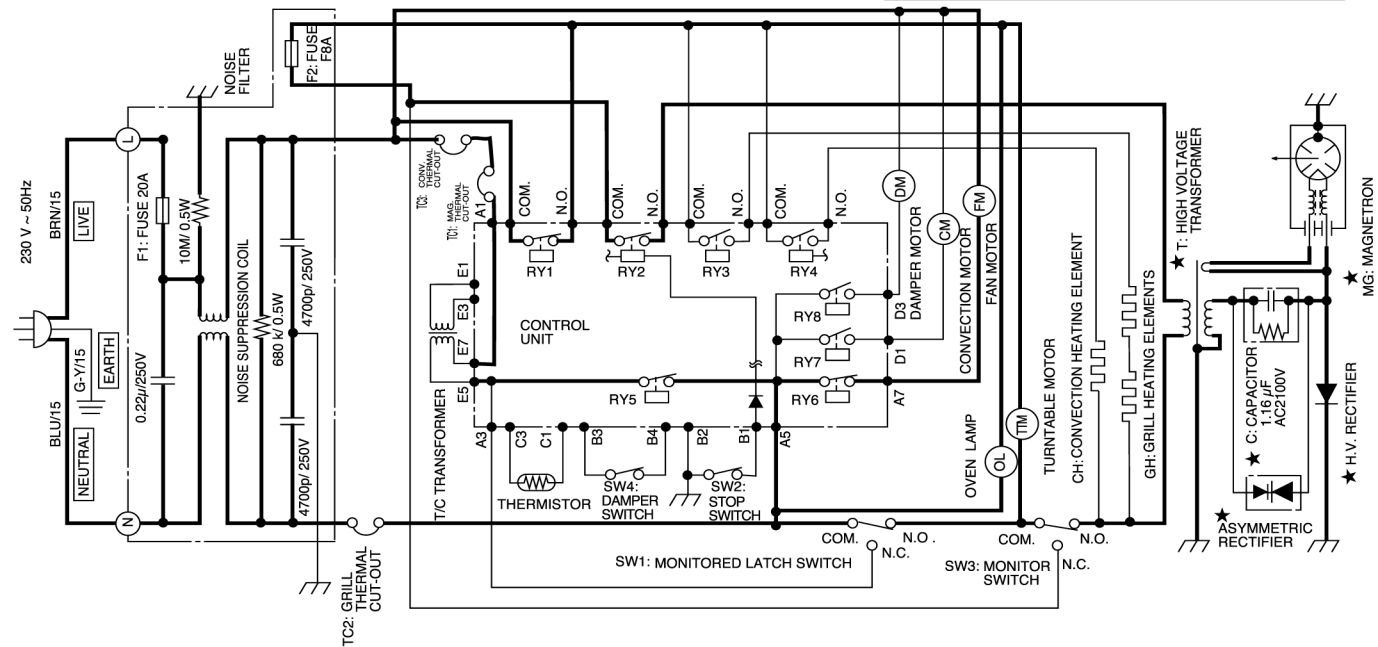 230 V ~ 50Hz
BRN/15
LIVE
G-Y/15
EARTH
BLU/15
NEUTRAL
L
N
F1: FUSE 20A
10M/ 0.5W
0.22µ/250V
NOISE
FILTER
F2: FUSE
F8A
NOISE SUPPRESSION COIL
680 k/ 0.5W
4700p/ 250V
4700p/ 250V
TC2: GRILL
THERMAL
CUT-OUT
CONV.
THERMAL
CUT-OUT
TC1: MAG.
THERMAL
CUT-OUT
A1
COM.
N.O.
COM.
N.O.
COM.
N.O.
COM.
N.O.
RY1
RY2
RY3
RY4
E1
E3
E7
E5
CONTROL
UNIT
T/C TRANSFORMER
RY8
RY7
RY5
RY6
D3
D1
A7
A3
C3
C1
B3
B4
B2
B1
A5
THERMISTOR
SW4:
DAMPER
SWITCH
SW2:
STOP
SWITCH
DM
DAMPER MOTOR
CM
CONVECTION MOTOR
FM
FAN MOTOR
OVEN LAMP
OL
TTM
TURNTABLE MOTOR
CH: CONVECTION HEATING ELEMENT
GH: GRILL HEATING ELEMENTS
COM.
N.O.
N.C.
SW1: MONITORED LATCH SWITCH
COM.
N.O.
N.C.
SW3: MONITOR
SWITCH
★ T: HIGH VOLTAGE
TRANSFORMER
★ C: CAPACITOR
1.16 µF
AC2100V
★ ASYMMETRIC
RECTIFIER
★ H.V. RECTIFIER
★ MG: MAGNETRON